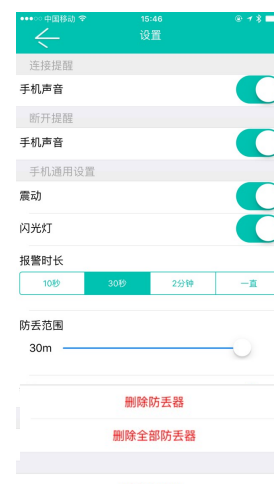 中国移动 15:46
设置
连接提醒
手机声音
断开提醒
手机声音
手机通用设置
震动
闪光灯
报警时长
10秒 30秒 2分钟 一直
防丢范围
30m
删除防丢器
删除全部防丢器